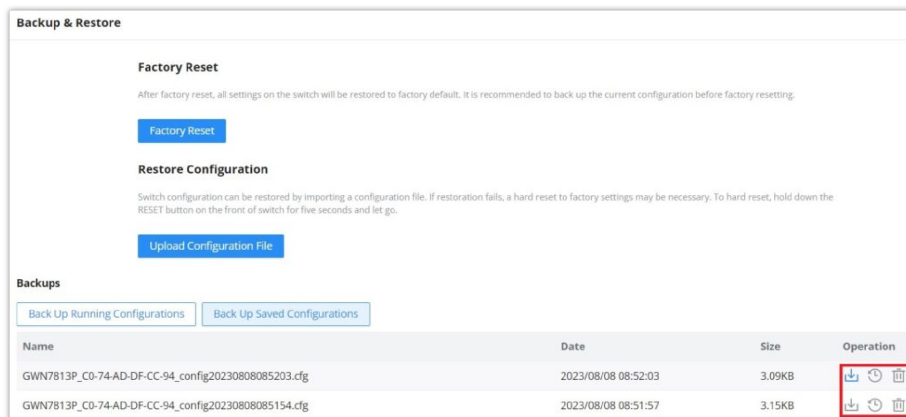 Backup & Restore
Factory Reset
After factory reset, all settings on the switch will be restored to factory default. It is recommended to back up the current configuration before factory resetting.
Factory Reset
Restore Configuration
Switch configuration can be restored by importing a configuration file. If restoration fails, a hard reset to factory settings may be necessary. To hard reset, hold down the
RESET button on the front of switch for five seconds and let go.
Upload Configuration File
Backups
Back Up Running Configurations Back Up Saved Configurations
Name Date Size Operation
GWN7813P_C0-74-AD-DF-CC-94_config20230808085203.cfg 2023/08/08 08:52:03 3.09KB
GWN7813P_C0-74-AD-DF-CC-94_config20230808085154.cfg 2023/08/08 08:51:57 3.15KB